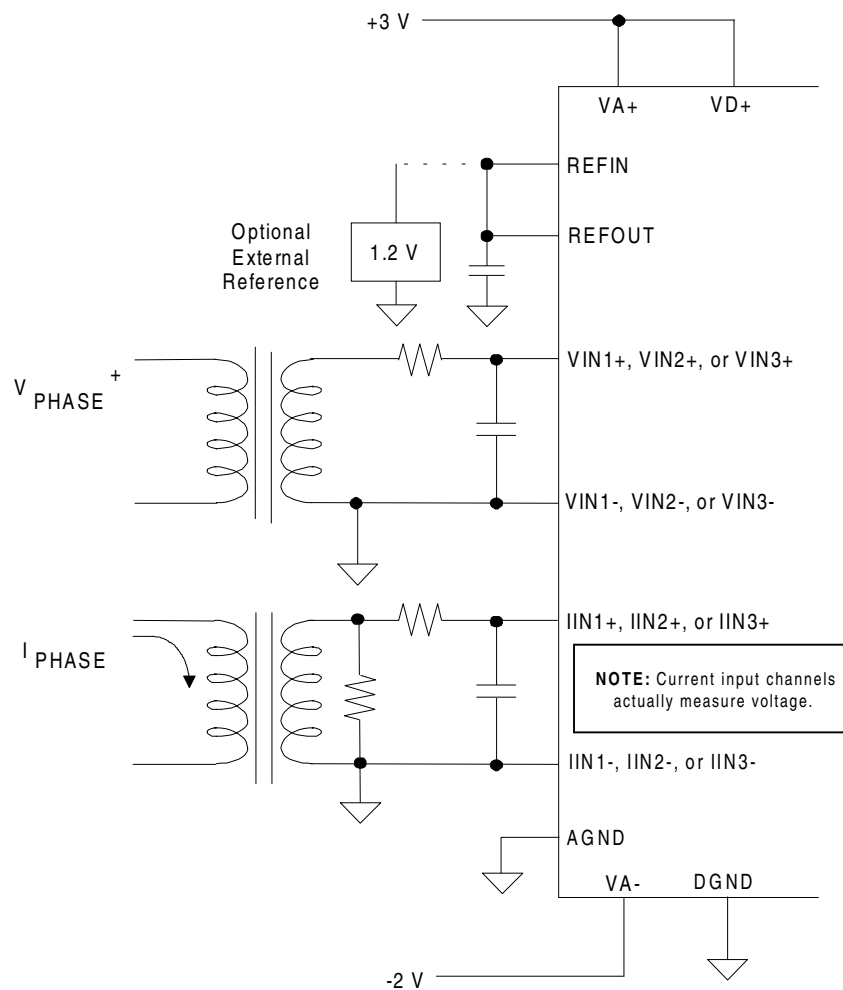 +3 V
VA+
VD+
REFIN
REFOUT
Optional
External
Reference
1.2 V
VIN1+, VIN2+, or VIN3+
V PHASE +
VIN1-, VIN2-, or VIN3-
IIN1+, IIN2+, or IIN3+
I PHASE
NOTE: Current input channels
actually measure voltage.
IIN1-, IIN2-, or IIN3-
AGND
VA-
DGND
-2 V